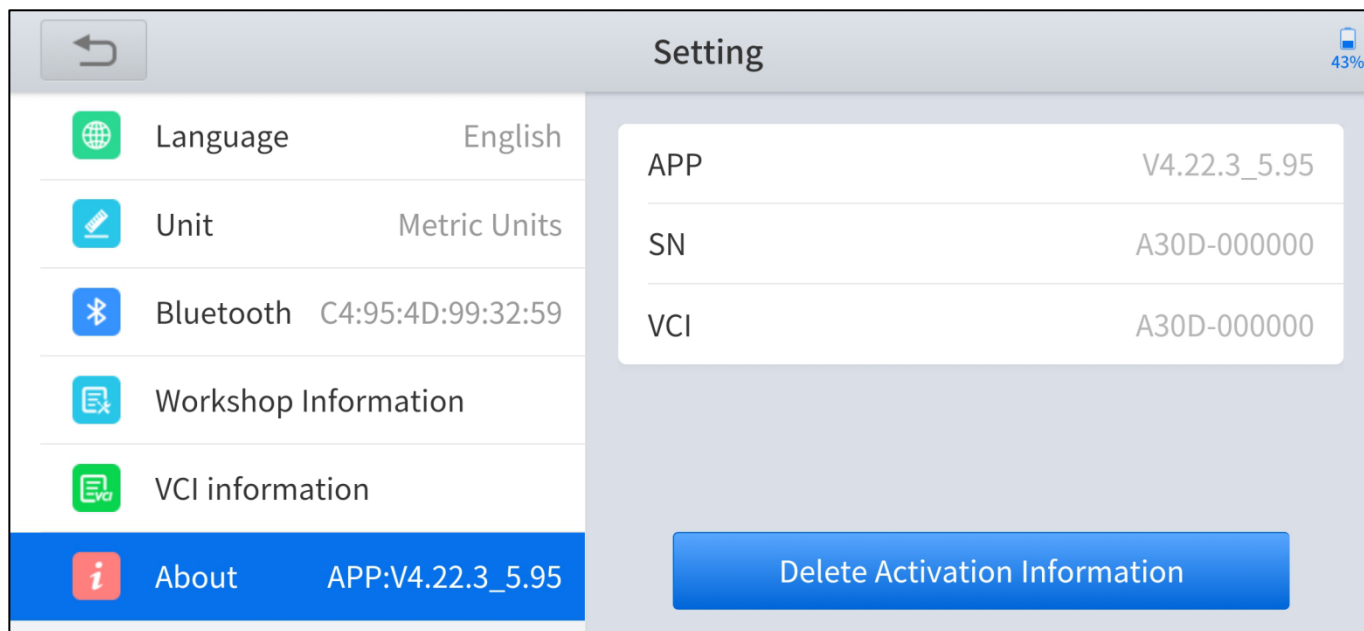 Setting
43%
Language English
Unit Metric Units
Bluetooth C4:95:4D:99:32:59
Workshop Information
VCI information
About APP:V4.22.3_5.95
APP V4.22.3_5.95
SN A30D-000000
VCI A30D-000000
Delete Activation Information